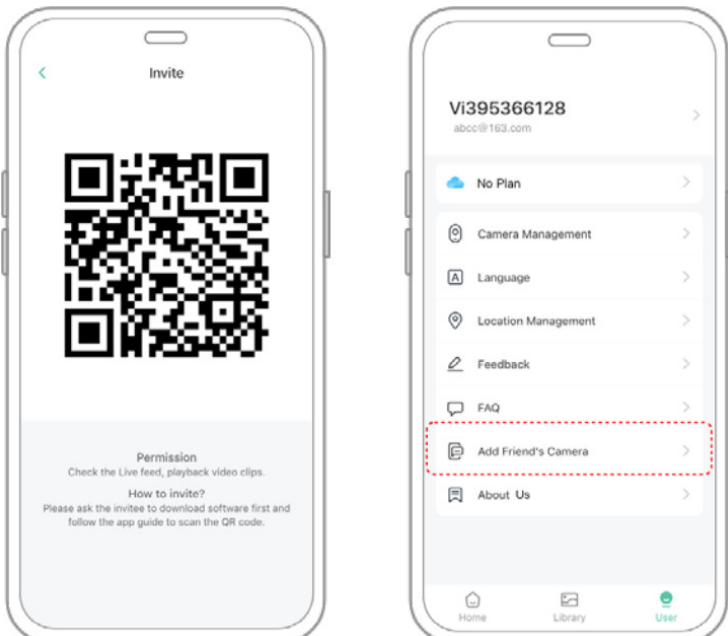 Invite
Permission
Check the Live feed, playback video clips.
How to invite?
Please ask the invitee to download software first and
follow the app guide to scan the QR code.
Vi395366128
abcc@163.com
No Plan
Camera Management
A Language
Location Management
Feedback
FAQ
Add Friend's Camera
About Us
Home Library User